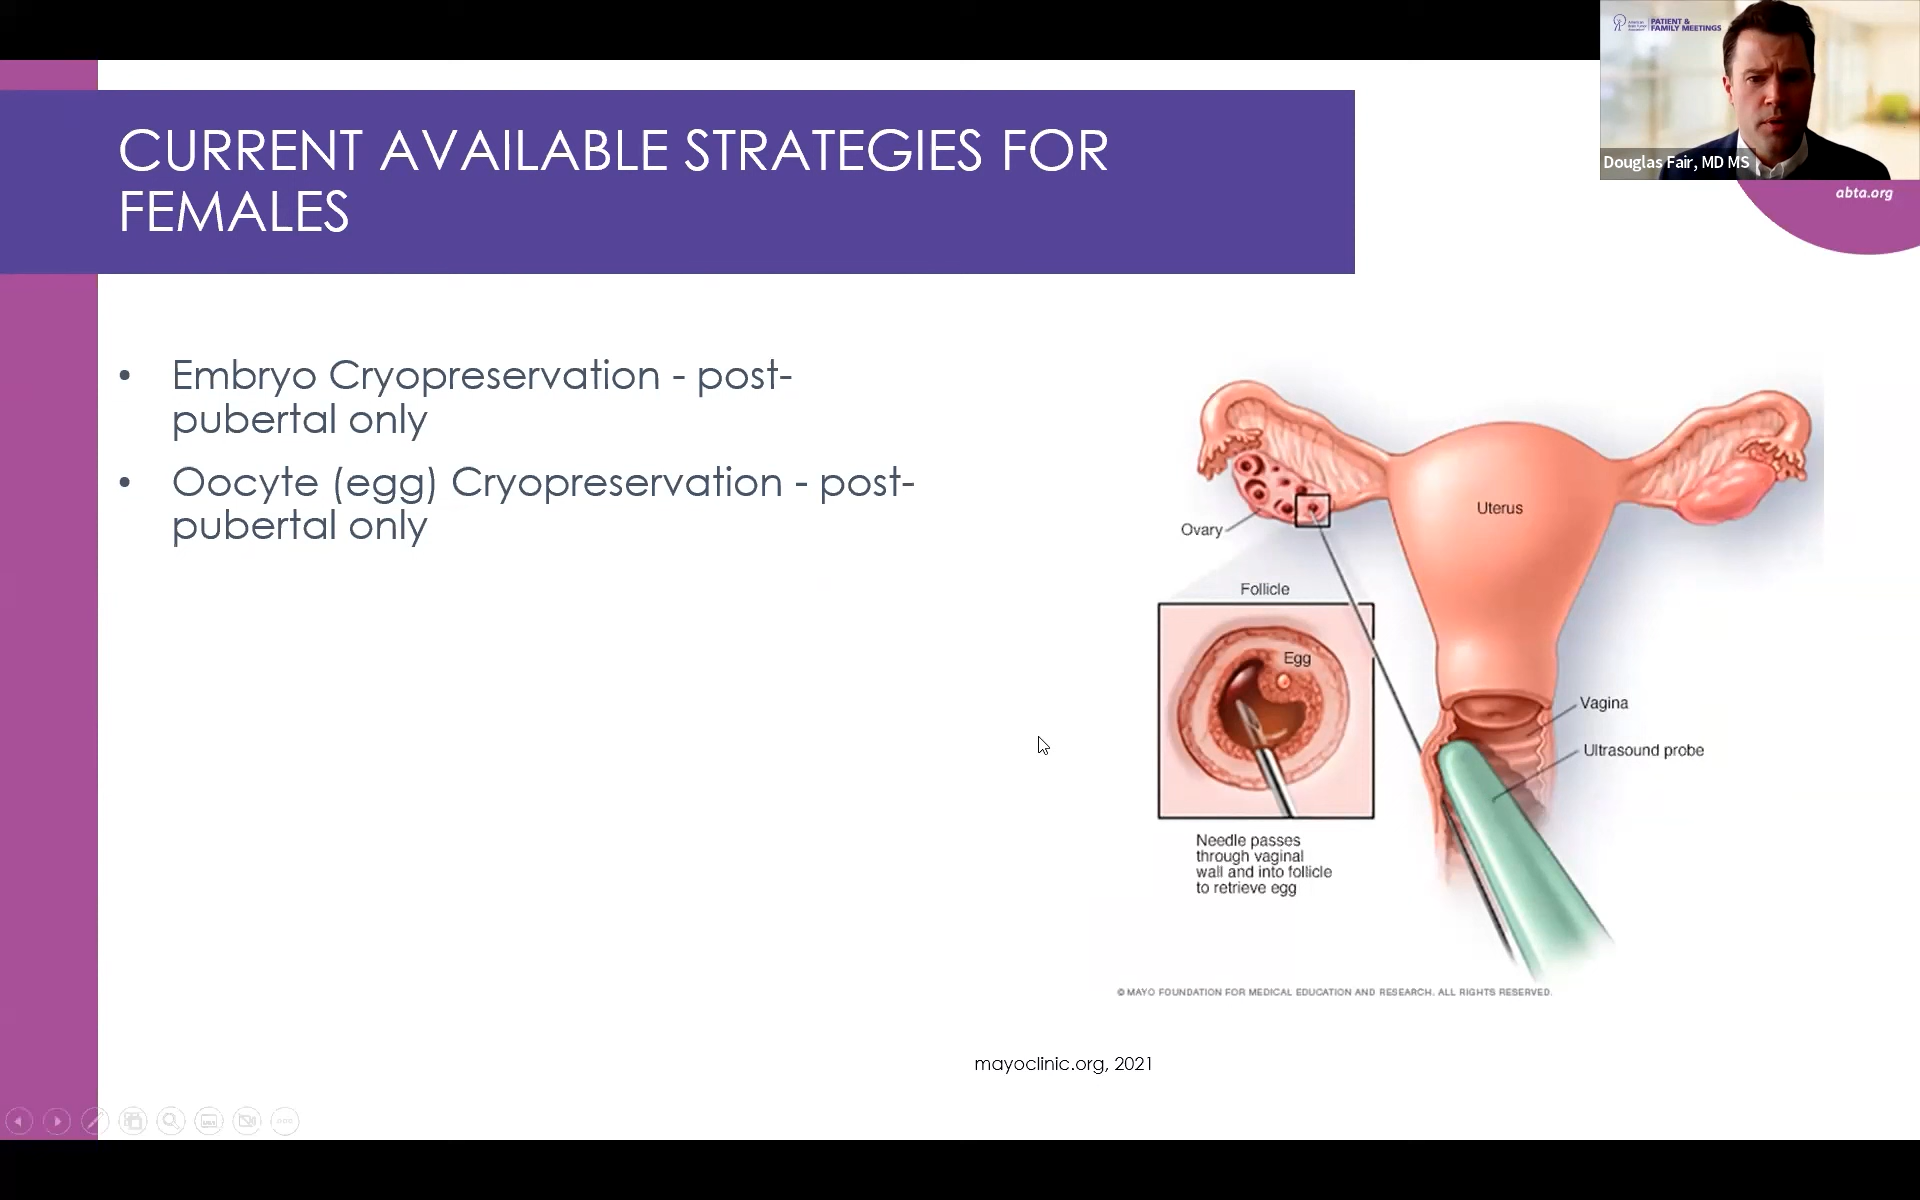 PATIENT &
FAMILY MEETINGS
Douglas Fair, MD MS
abta.org
CURRENT AVAILABLE STRATEGIES FOR
FEMALES
• Embryo Cryopreservation - post-
pubertal only
• Oocyte (egg) Cryopreservation - post-
pubertal only
Uterus
Ovary
Follicle
Egg
Vagina
Ultrasound probe
Needle passes
through vaginal
wall and into follicle
to retrieve egg
© MAYO FOUNDATION FOR MEDICAL EDUCATION AND RESEARCH. ALL RIGHTS RESERVED.
mayoclinic.org, 2021